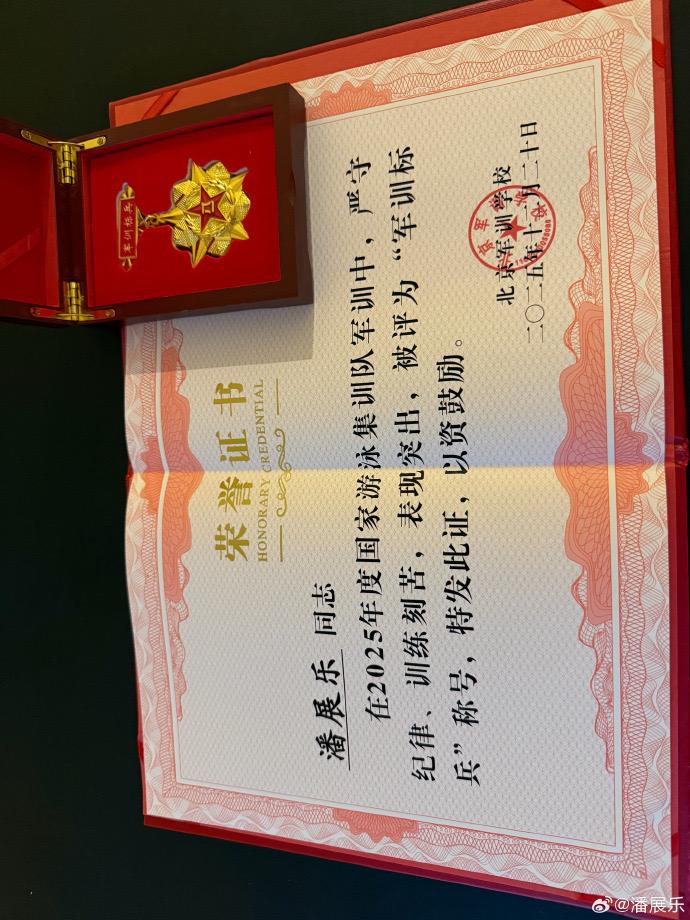 荣誉证书
HONORARY CREDENTIAL
潘展乐 同志
在2025年度国家游泳集训队军训中，严守
纪律、训练刻苦，表现突出，被评为“军训标
兵”称号，特发此证，以资鼓励。
北京军训学校
二〇二五年十二月二十日
军训标兵
八一
@潘展乐